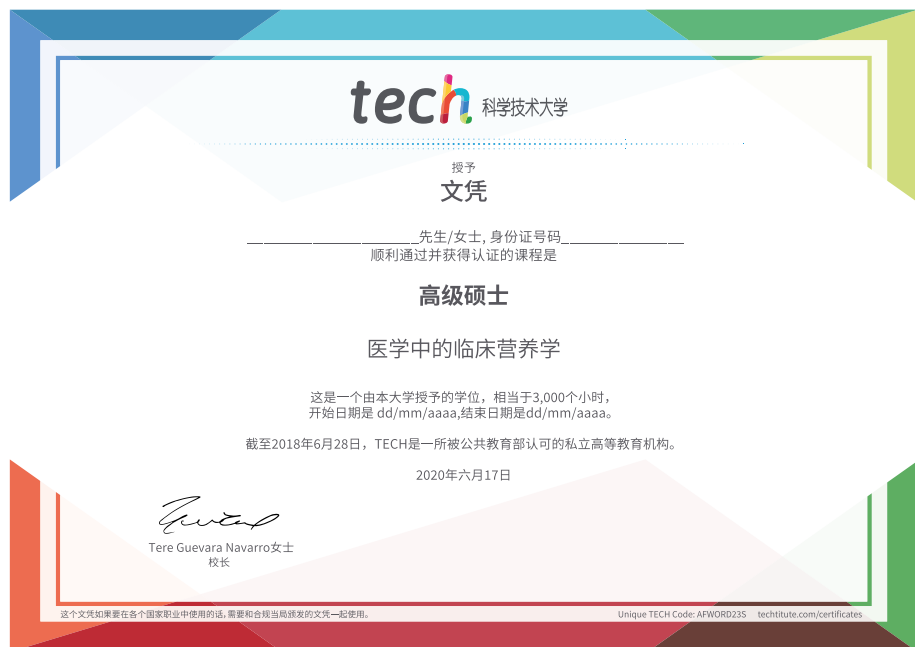 tech 科学技术大学
授予
文凭
______________________先生/女士, 身份证号码________________
顺利通过并获得认证的课程是
高级硕士
医学中的临床营养学
这是一个由本大学授予的学位，相当于3,000个小时，
开始日期是 dd/mm/aaaa,结束日期是dd/mm/aaaa。
截至2018年6月28日，TECH是一所被公共教育部认可的私立高等教育机构。
2020年六月17日
Tere Guevara Navarro女士
校长
这个文凭如果要在各个国家职业中使用的话,需要和合规当局颁发的文凭一起使用。
Unique TECH Code: AFWORD23S techtitute.com/certificates